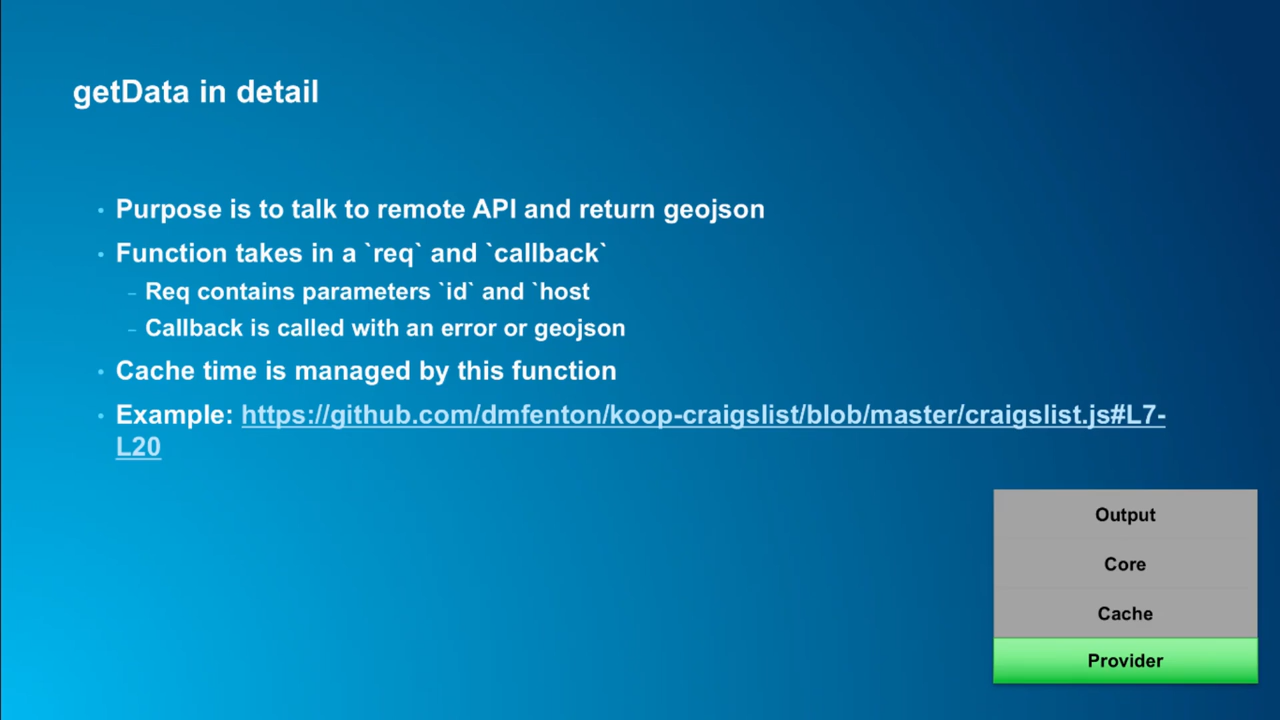 getData in detail
• Purpose is to talk to remote API and return geojson
• Function takes in a `req` and `callback`
– Req contains parameters `id` and `host
– Callback is called with an error or geojson
• Cache time is managed by this function
• Example: https://github.com/dmfenton/koop-craigslist/blob/master/craigslist.js#L7-
L20
Output
Core
Cache
Provider